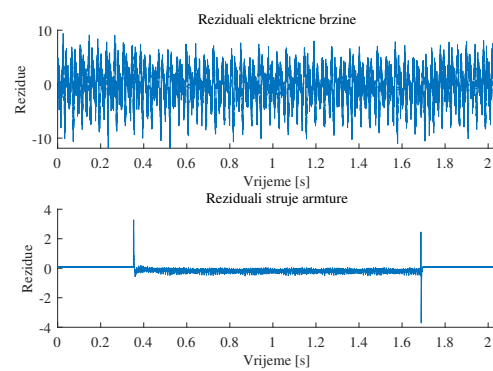 Reziduali elektricne brzine
10
0
-10
Rezidue
0 0.2 0.4 0.6 0.8 1 1.2 1.4 1.6 1.8 2
Vrijeme [s]
Reziduali struje armture
4
2
0
-2
-4
Rezidue
0 0.2 0.4 0.6 0.8 1 1.2 1.4 1.6 1.8 2
Vrijeme [s]